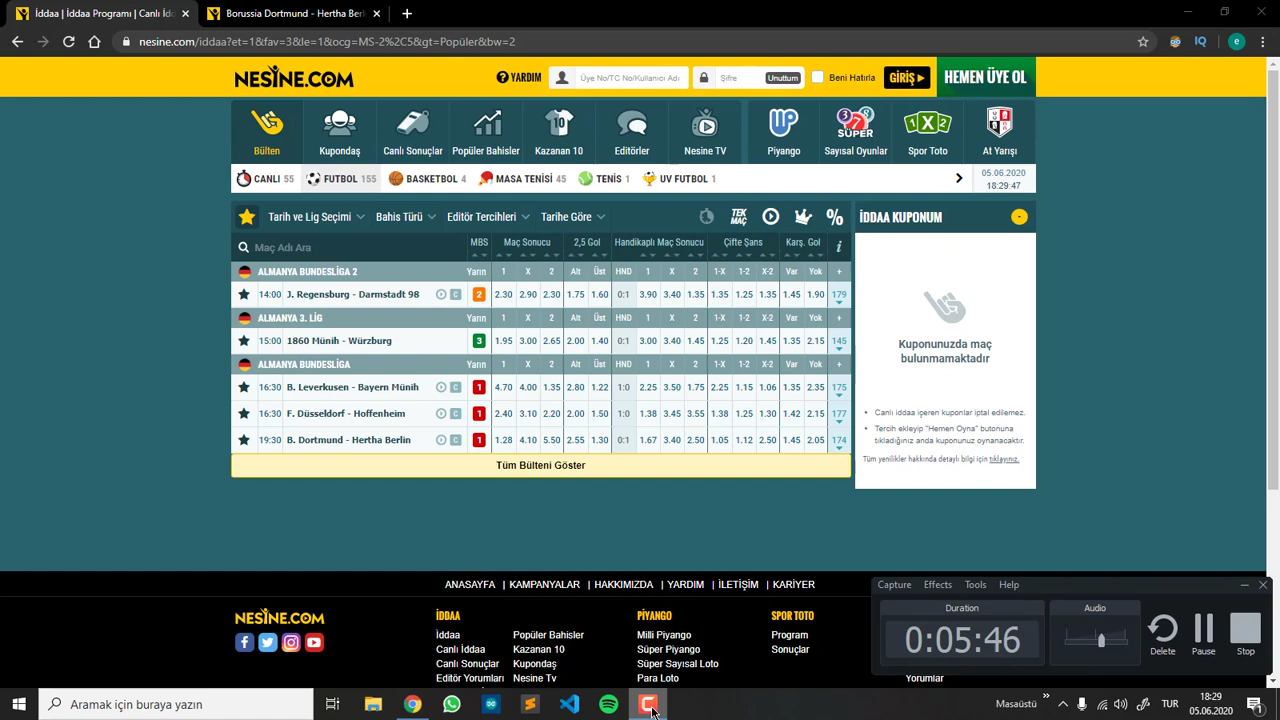 İddaa | İddaa Programı | Canlı İdd
Borussia Dortmund - Hertha Berl
nesine.com/iddaa?et=1&fav=3&le=1&ocg=MS-2%2C5&gt=Popüler&bw=2
IQ
e
NESINE.COM
YARDIM
Üye No/TC No/Kullanıcı Adı
Şifre
Unuttum
Beni Hatırla
GİRİŞ
HEMEN ÜYE OL
Bülten
Kupondaş
Canlı Sonuçlar
Popüler Bahisler
Kazanan 10
Editörler
Nesine TV
Piyango
Sayısal Oyunlar
Spor Toto
At Yarışı
CANLI 55
FUTBOL 155
BASKETBOL 4
MASA TENİSİ 45
TENİS 1
UV FUTBOL 1
05.06.2020
18:29:47
Tarih ve Lig Seçimi
Bahis Türü
Editör Tercihleri
Tarihe Göre
TEK MAÇ
%
İDDAA KUPONUM
Maç Adı Ara
MBS
Maç Sonucu
2,5 Gol
Handikaplı Maç Sonucu
Çifte Şans
Karş. Gol
i
1 X 2 Alt Üst HND 1 X 2 1-X 1-2 X-2 Var Yok
ALMANYA BUNDESLİGA 2 Yarın 1 X 2 Alt Üst HND 1 X 2 1-X 1-2 X-2 Var Yok +
14:00 J. Regensburg - Darmstadt 98 C 2 2.30 2.90 2.30 1.75 1.60 0:1 3.90 3.40 1.35 1.35 1.25 1.35 1.45 1.90 179
ALMANYA 3. LİG Yarın 1 X 2 Alt Üst HND 1 X 2 1-X 1-2 X-2 Var Yok +
15:00 1860 Münih - Würzburg 3 1.95 3.00 2.65 2.00 1.40 0:1 3.00 3.40 1.45 1.25 1.20 1.45 1.35 2.15 145
ALMANYA BUNDESLİGA Yarın 1 X 2 Alt Üst HND 1 X 2 1-X 1-2 X-2 Var Yok +
16:30 B. Leverkusen - Bayern Münih C 1 4.70 4.00 1.35 2.80 1.22 1:0 2.25 3.50 1.75 2.25 1.15 1.06 1.35 2.35 175
16:30 F. Düsseldorf - Hoffenheim C 1 2.40 3.10 2.20 2.00 1.50 1:0 1.38 3.45 3.55 1.38 1.25 1.30 1.42 2.15 177
19:30 B. Dortmund - Hertha Berlin C 1 1.28 4.10 5.50 2.55 1.30 0:1 1.67 3.40 2.50 1.05 1.12 2.50 1.45 2.05 174
Tüm Bülteni Göster
Kuponunuzda maç
bulunmamaktadır
Canlı iddaa içeren kuponlar iptal edilemez.
Tercih ekleyip "Hemen Oyna" butonuna
tıkladığınız anda kuponunuz oynanacaktır.
Tüm yenilikler hakkında detaylı bilgi için tıklayınız.
ANASAYFA | KAMPANYALAR | HAKKIMIZDA | YARDIM | İLETİŞİM | KARİYER
NESINE.COM
İDDAA
İddaa
Canlı İddaa
Canlı Sonuçlar
Editör Yorumları
Popüler Bahisler
Kazanan 10
Kupondaş
Nesine Tv
PİYANGO
Milli Piyango
Süper Piyango
Süper Sayısal Loto
Para Loto
SPOR TOTO
Program
Sonuçlar
Yorumlar
Capture Effects Tools Help
Duration
0:05:46
Audio
Delete
Pause
Stop
Aramak için buraya yazın
Masaüstü
TUR
18:29
05.06.2020
1